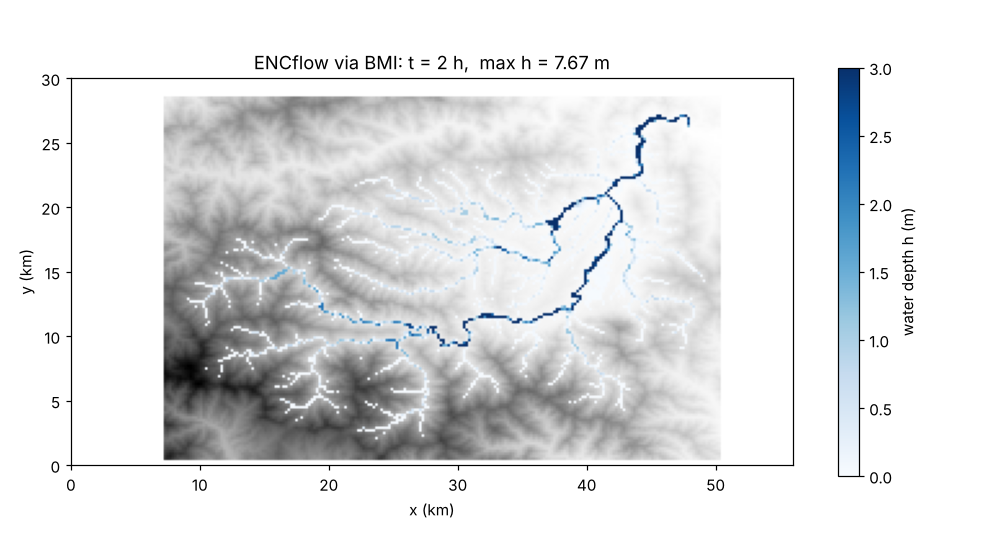 ENCflow via BMI: t = 2 h, max h = 7.67 m
30
25
20
15
10
5
0
y (km)
0 10 20 30 40 50
x (km)
3.0
2.5
2.0
1.5
1.0
0.5
0.0
water depth h (m)